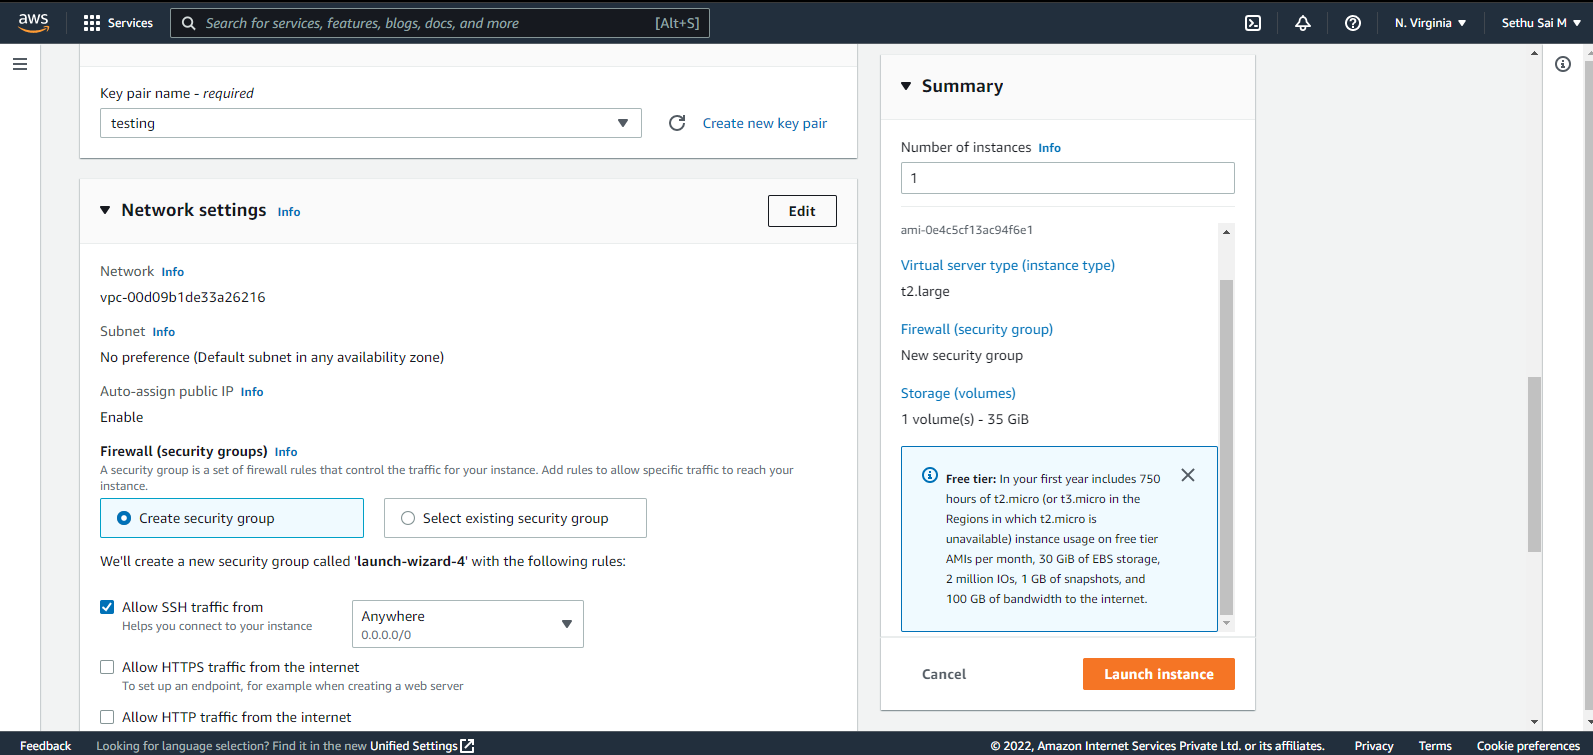 aws
Services
Search for services, features, blogs, docs, and more [Alt+S]
N. Virginia
Sethu Sai M
Key pair name - required
testing
Create new key pair
Network settings Info
Edit
Network Info
vpc-00d09b1de33a26216
Subnet Info
No preference (Default subnet in any availability zone)
Auto-assign public IP Info
Enable
Firewall (security groups) Info
A security group is a set of firewall rules that control the traffic for your instance. Add rules to allow specific traffic to reach your
instance.
Create security group
Select existing security group
We'll create a new security group called 'launch-wizard-4' with the following rules:
Allow SSH traffic from
Helps you connect to your instance
Anywhere
0.0.0.0/0
Allow HTTPS traffic from the internet
To set up an endpoint, for example when creating a web server
Allow HTTP traffic from the internet
Summary
Number of instances Info
1
ami-0e4c5cf13ac94f6e1
Virtual server type (instance type)
t2.large
Firewall (security group)
New security group
Storage (volumes)
1 volume(s) - 35 GiB
Free tier: In your first year includes 750
hours of t2.micro (or t3.micro in the
Regions in which t2.micro is
unavailable) instance usage on free tier
AMIs per month, 30 GiB of EBS storage,
2 million IOs, 1 GB of snapshots, and
100 GB of bandwidth to the internet.
Cancel
Launch instance
Feedback
Looking for language selection? Find it in the new Unified Settings
© 2022, Amazon Internet Services Private Ltd. or its affiliates.
Privacy
Terms
Cookie preferences